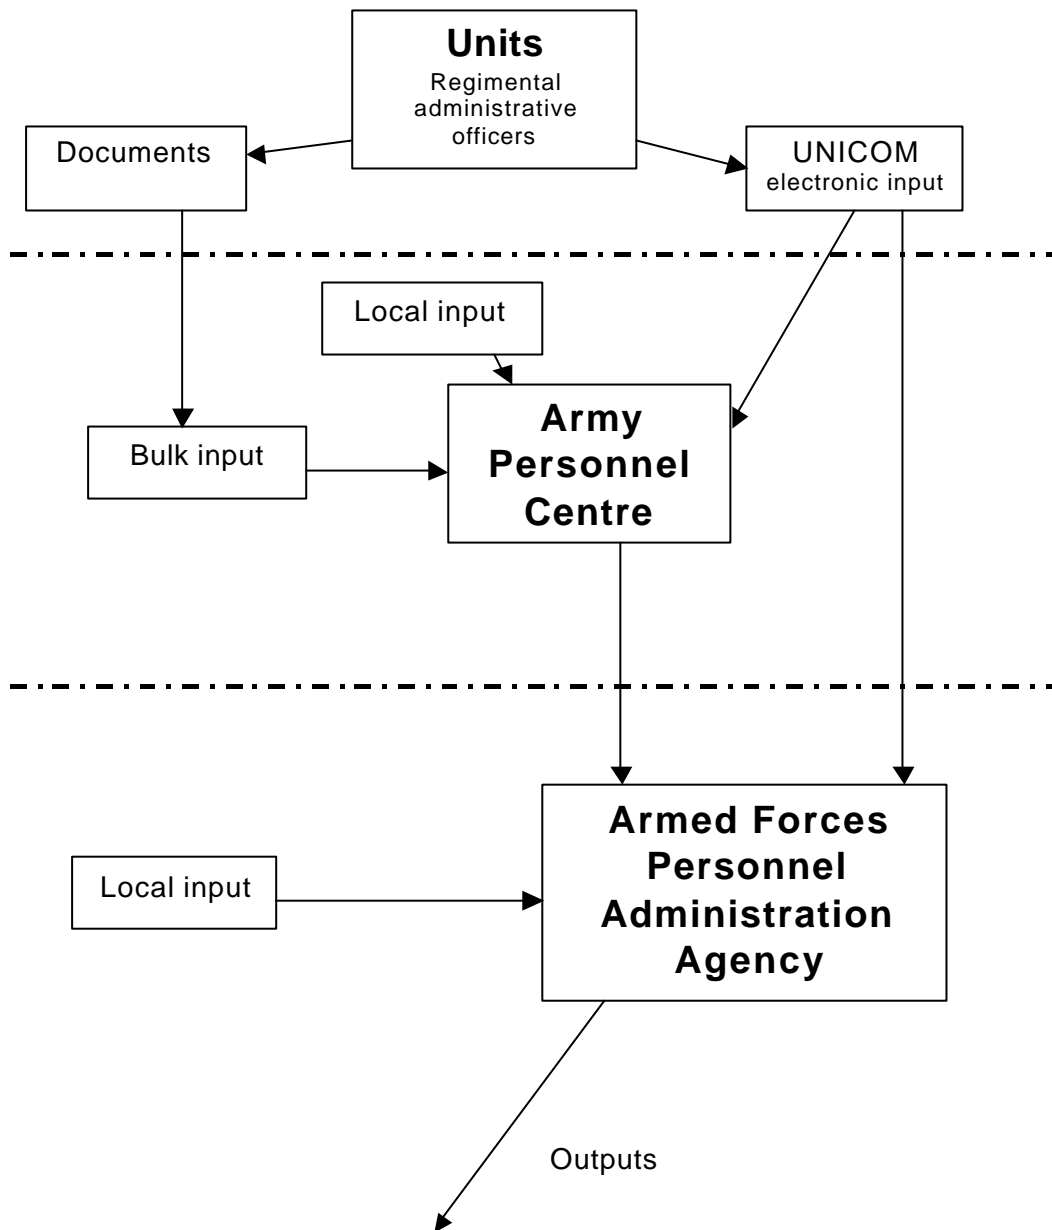 Units
Regimental
administrative
officers
Documents
UNICOM
electronic input
Local input
Army
Personnel
Centre
Bulk input
Armed Forces
Personnel
Administration
Agency
Local input
Outputs